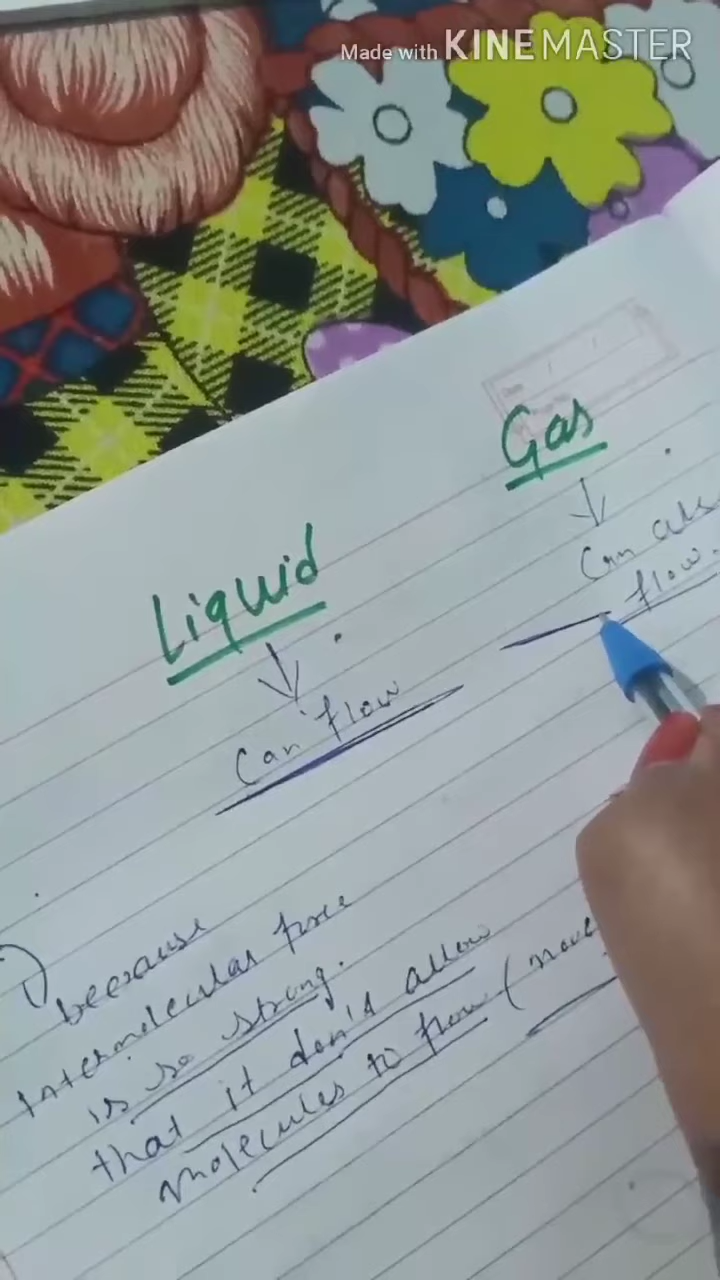 Made with KINEMASTER
Gas
Liquid
Can also
flow.
Can flow
because
Intermolecular force
is so strong.
that it don't allow
molecules to flow (move